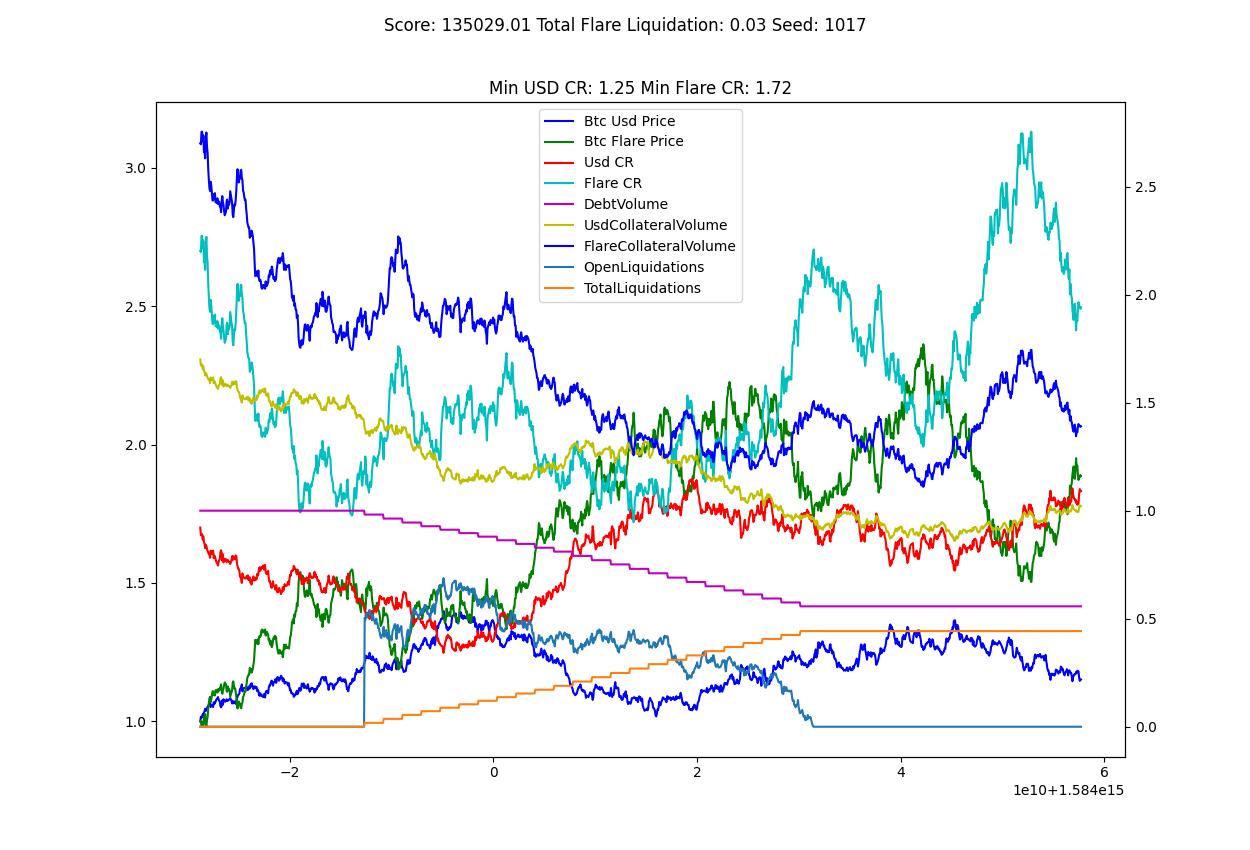 Score: 135029.01 Total Flare Liquidation: 0.03 Seed: 1017
Min USD CR: 1.25 Min Flare CR: 1.72
Btc Usd Price
Btc Flare Price
Usd CR
Flare CR
DebtVolume
UsdCollateralVolume
FlareCollateralVolume
OpenLiquidations
TotalLiquidations
3.0
2.5
2.0
1.5
1.0
2.5
2.0
1.5
1.0
0.5
0.0
−2 0 2 4 6
1e10+1.584e15